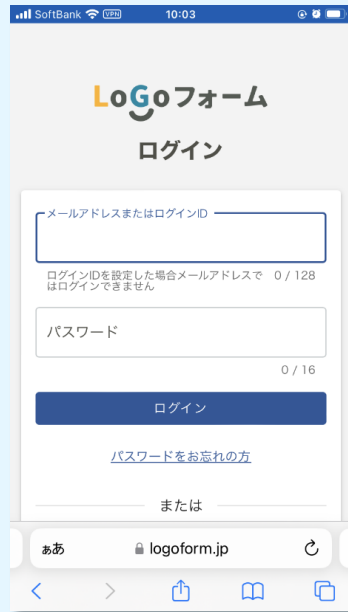 SoftBank VPN 10:03
LoGoフォーム
ログイン
メールアドレスまたはログインID
ログインIDを設定した場合メールアドレスで 0 / 128
はログインできません
パスワード
0 / 16
ログイン
パスワードをお忘れの方
または
ぁあ logoform.jp